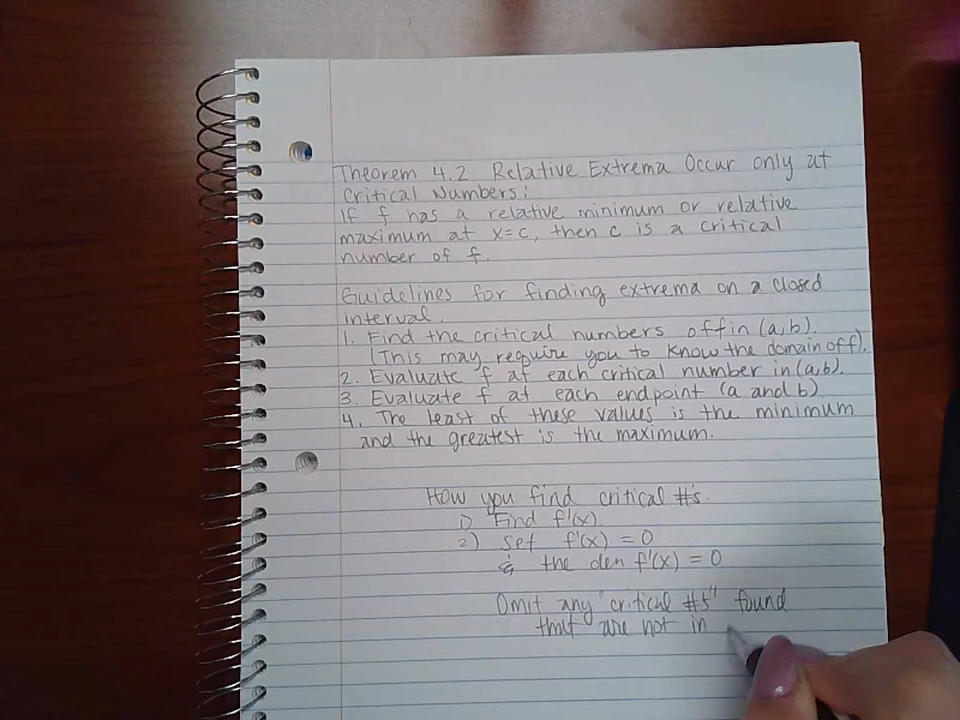 Theorem 4.2 Relative Extrema Occur only at
Critical Numbers:
If f has a relative minimum or relative
maximum at x=c, then c is a critical
number of f.
Guidelines for finding extrema on a closed
interval.
1. Find the critical numbers of f in (a,b).
(This may require you to know the domain of f).
2. Evaluate f at each critical number in (a,b).
3. Evaluate f at each endpoint (a and b)
4. The least of these values is the minimum
and the greatest is the maximum.
How you find critical #'s.
1) Find f'(x).
2) set f'(x) = 0
& the den f'(x) = 0
Omit any "critical #s" found
that are not in